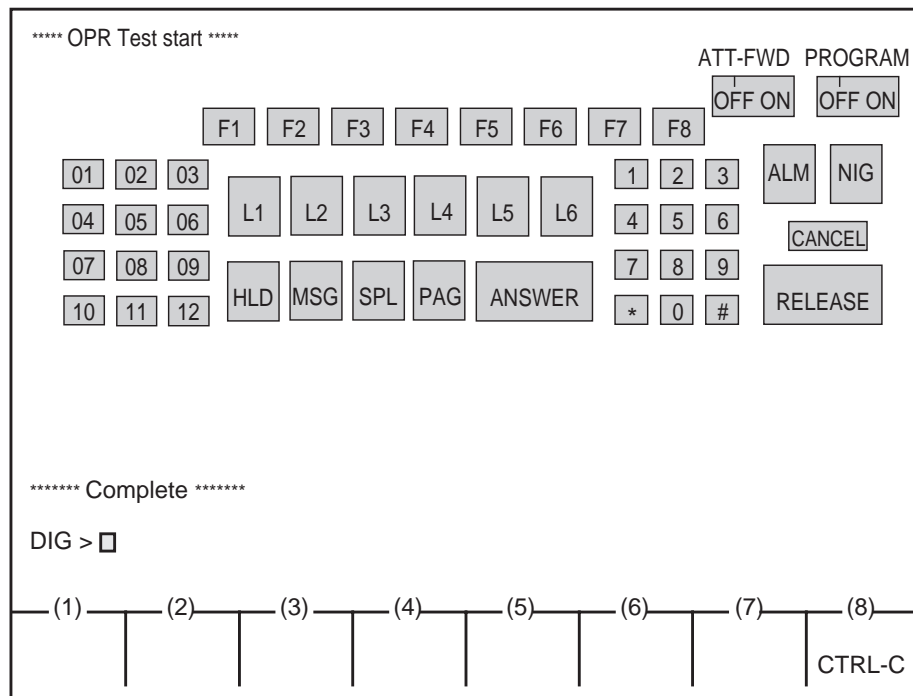 ***** OPR Test start *****
ATT-FWD PROGRAM
OFF ON OFF ON
F1 F2 F3 F4 F5 F6 F7 F8
01 02 03 L1 L2 L3 L4 L5 L6 1 2 3 ALM NIG
04 05 06 4 5 6
CANCEL
07 08 09 HLD MSG SPL PAG ANSWER 7 8 9 RELEASE
10 11 12 * 0 #
******* Complete *******
DIG >
(1) (2) (3) (4) (5) (6) (7) (8)
CTRL-C